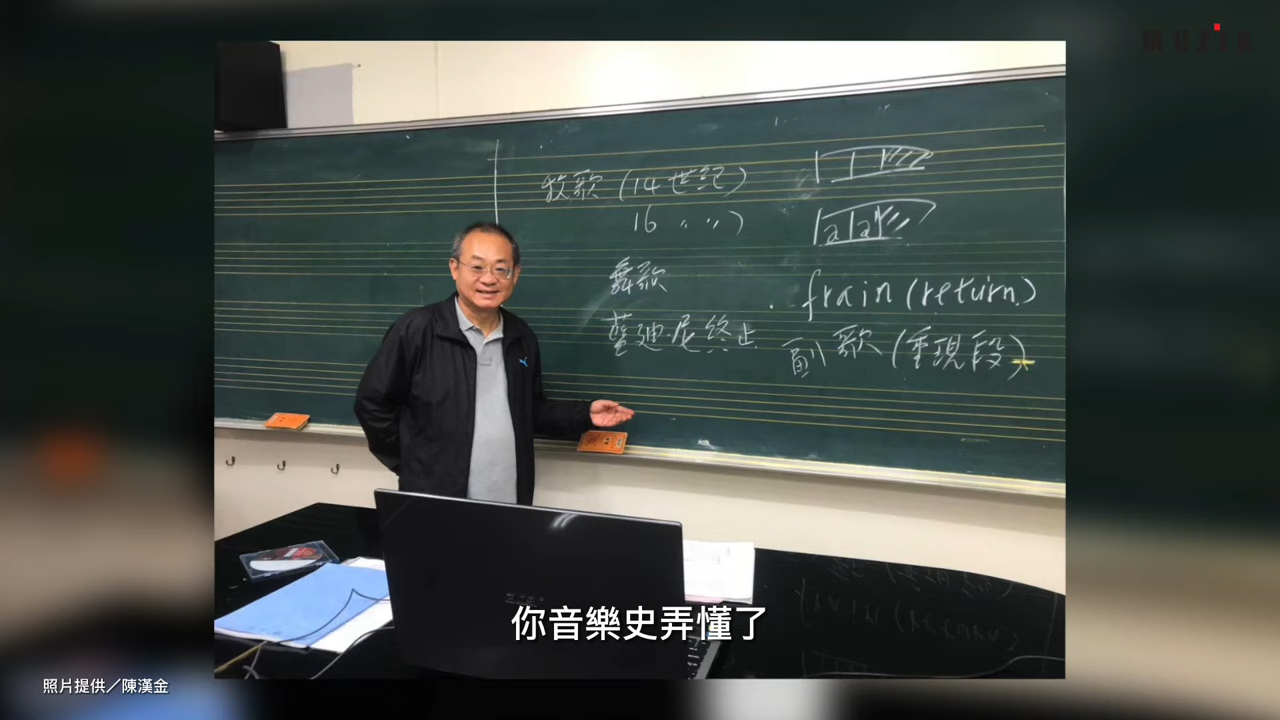 牧歌 (14世紀)
16 〃 〃)
舞歌
藍迪尼終止
frain (return)
副歌 (重現段)
你音樂史弄懂了
照片提供／陳漢金